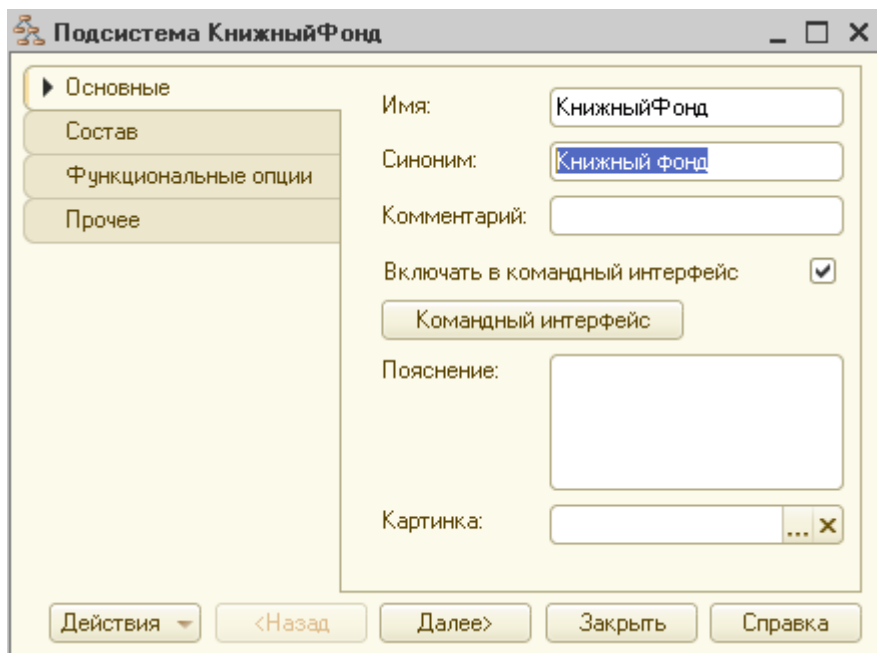 Подсистема КнижныйФонд
Основные
Состав
Функциональные опции
Прочее
Имя: КнижныйФонд
Синоним: Книжный фонд
Комментарий:
Включать в командный интерфейс
Командный интерфейс
Пояснение:
Картинка: ...
Действия <Назад Далее> Закрыть Справка